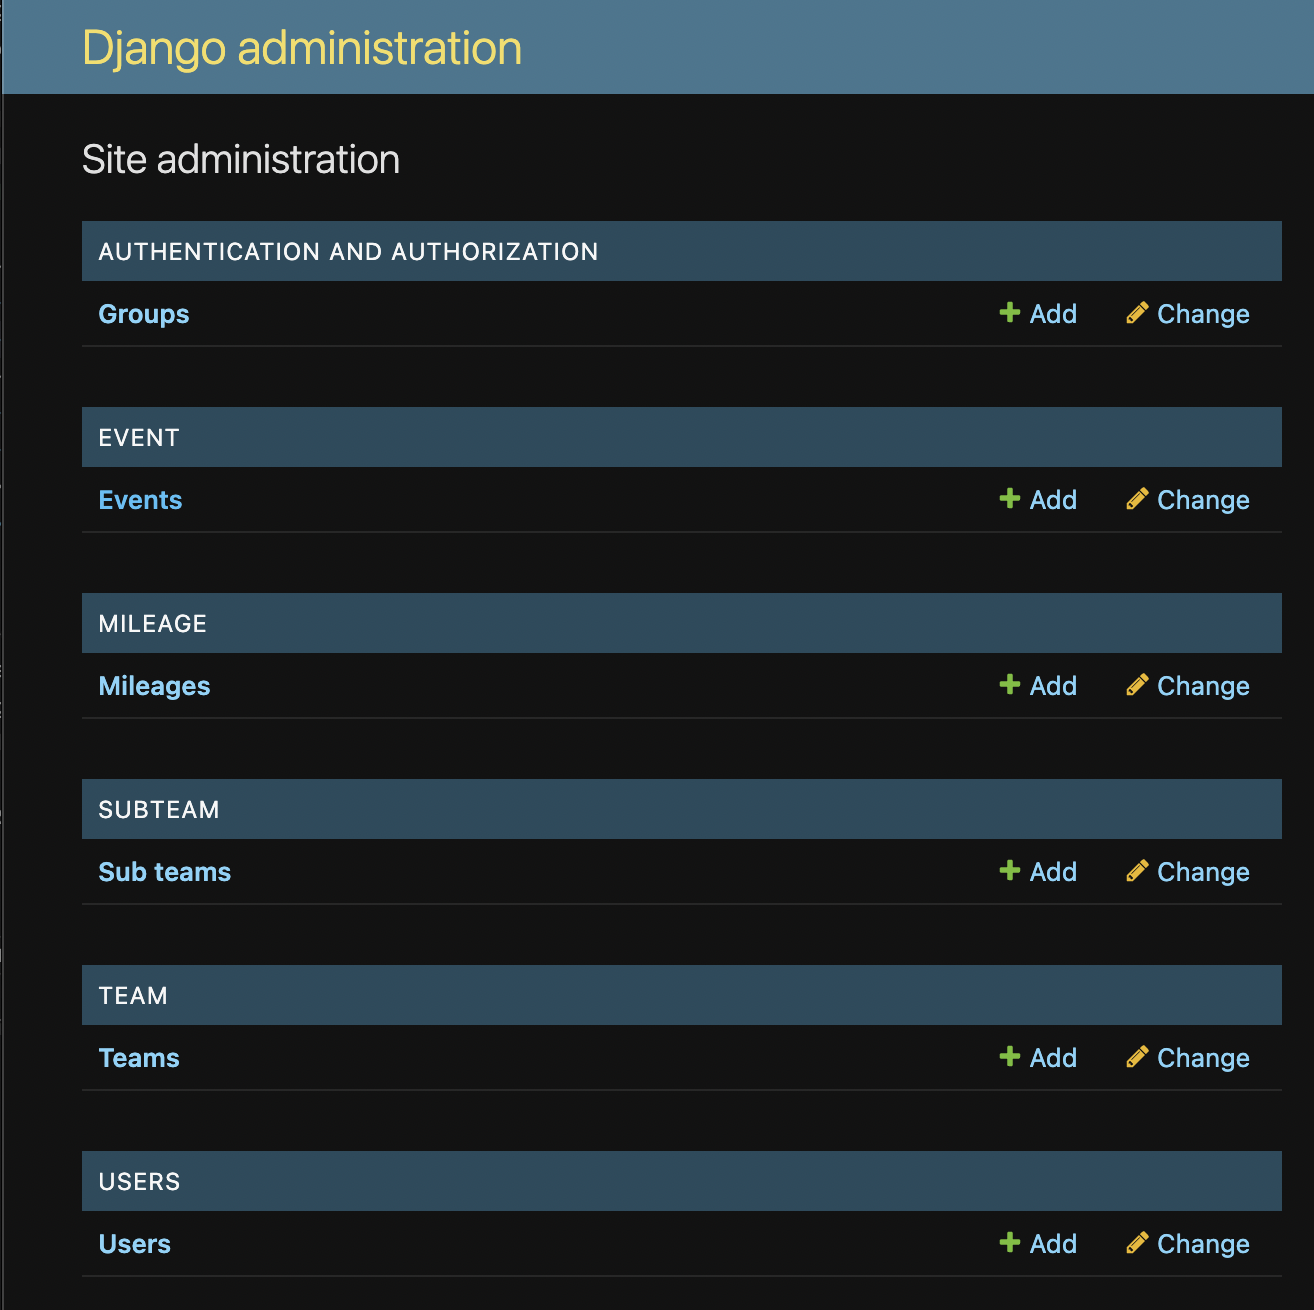 Django administration
Site administration
AUTHENTICATION AND AUTHORIZATION
Groups Add Change
EVENT
Events Add Change
MILEAGE
Mileages Add Change
SUBTEAM
Sub teams Add Change
TEAM
Teams Add Change
USERS
Users Add Change